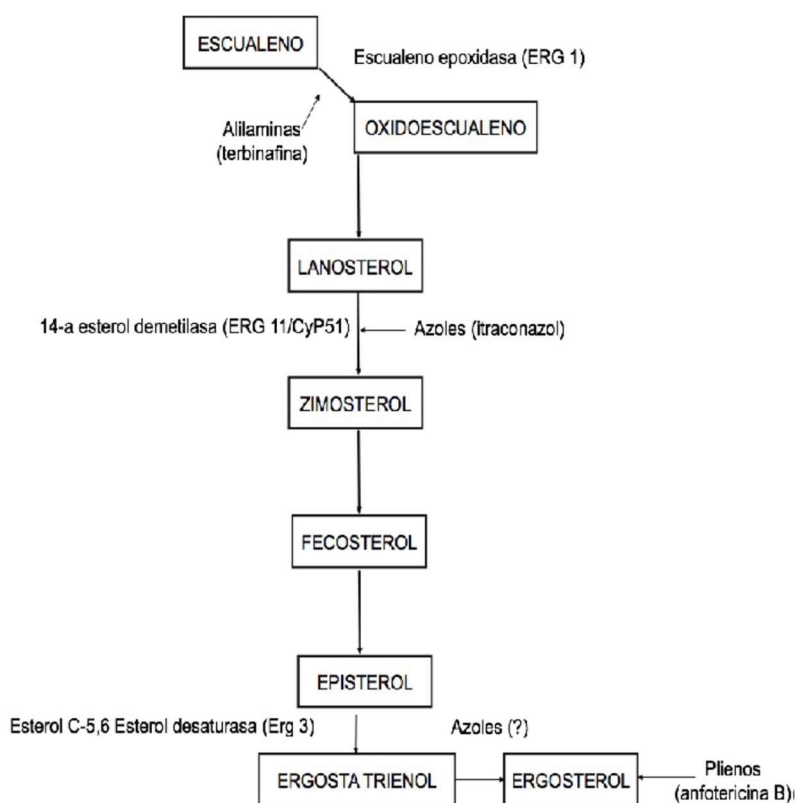 ESCUALENO
Escualeno epoxidasa (ERG 1)
Alilaminas
(terbinafina)
OXIDOESCUALENO
LANOSTEROL
14-a esterol demetilasa (ERG 11/CyP51)
Azoles (itraconazol)
ZIMOSTEROL
FECOSTEROL
EPISTEROL
Esterol C-5,6 Esterol desaturasa (Erg 3)
Azoles (?)
ERGOSTA TRIENOL
ERGOSTEROL
Plienos
(anfotericina B)